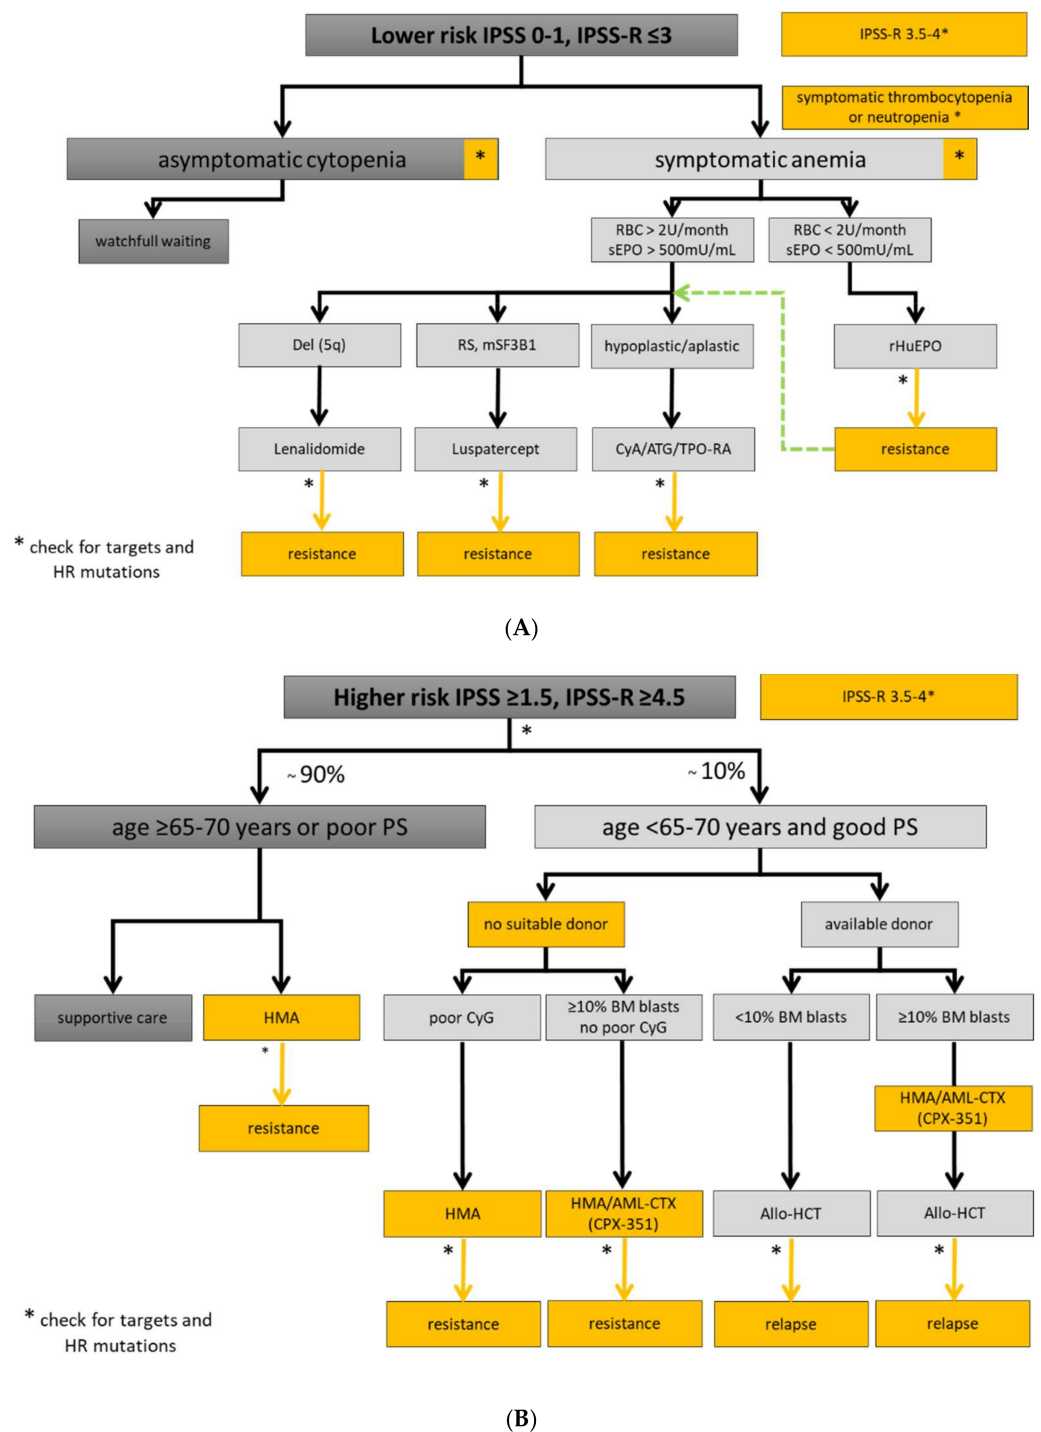 Lower risk IPSS 0-1, IPSS-R ≤3
IPSS-R 3.5-4*
symptomatic thrombocytopenia
or neutropenia *
asymptomatic cytopenia
*
symptomatic anemia
*
watchfull waiting
RBC > 2U/month
sEPO > 500mU/mL
RBC < 2U/month
sEPO < 500mU/mL
Del (5q)
RS, mSF3B1
hypoplastic/aplastic
rHuEPO
*
Lenalidomide
Luspatercept
CyA/ATG/TPO-RA
resistance
*
*
*
resistance
resistance
resistance
* check for targets and
HR mutations
(A)
Higher risk IPSS ≥1.5, IPSS-R ≥4.5
IPSS-R 3.5-4*
*
~ 90%
~ 10%
age ≥65-70 years or poor PS
age <65-70 years and good PS
no suitable donor
available donor
supportive care
HMA
poor CyG
≥10% BM blasts
no poor CyG
<10% BM blasts
≥10% BM blasts
*
HMA/AML-CTX
(CPX-351)
resistance
HMA
HMA/AML-CTX
(CPX-351)
Allo-HCT
Allo-HCT
*
*
*
*
resistance
resistance
relapse
relapse
* check for targets and
HR mutations
(B)